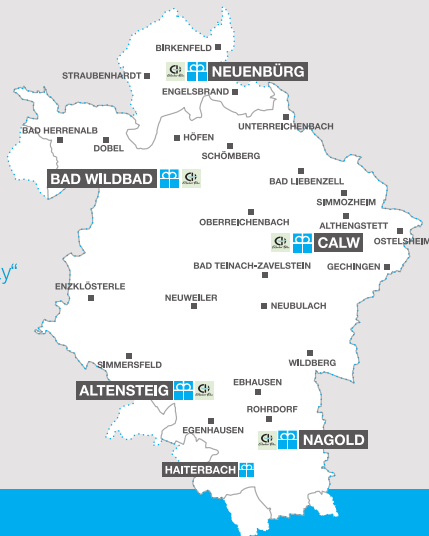 BIRKENFELD
STRAUBENHARDT
NEUENBÜRG
ENGELSBRAND
UNTERREICHENBACH
BAD HERRENALB
DOBEL
HÖFEN
SCHÖMBERG
BAD WILDBAD
BAD LIEBENZELL
SIMMOZHEIM
OBERREICHENBACH
ALTHENGSTETT
OSTELSHEIM
CALW
BAD TEINACH-ZAVELSTEIN
GECHINGEN
y“
ENZKLÖSTERLE
NEUWEILER
NEUBULACH
SIMMERSFELD
WILDBERG
ALTENSTEIG
EBHAUSEN
ROHRDORF
EGENHAUSEN
NAGOLD
HAITERBACH